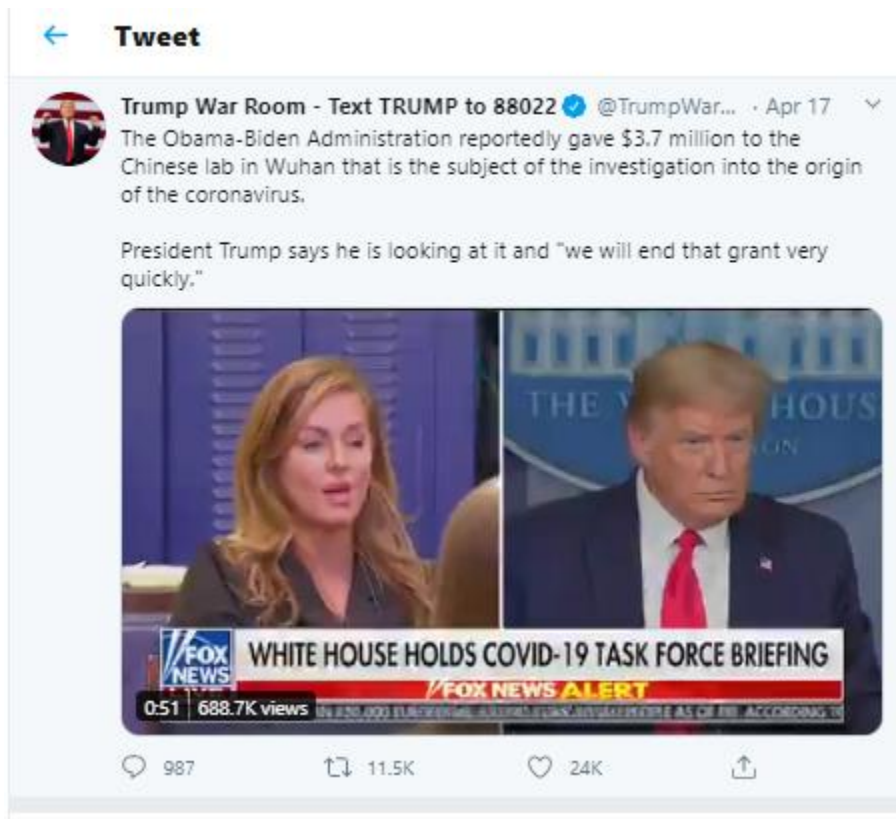 Tweet
Trump War Room - Text TRUMP to 88022 @TrumpWar... · Apr 17
The Obama-Biden Administration reportedly gave $3.7 million to the
Chinese lab in Wuhan that is the subject of the investigation into the origin
of the coronavirus.
President Trump says he is looking at it and "we will end that grant very
quickly."
THE HOUS
ON
FOX
NEWS
WHITE HOUSE HOLDS COVID-19 TASK FORCE BRIEFING
FOX NEWS ALERT
0:51 688.7K views
AS OF ACCORDING
987 11.5K 24K